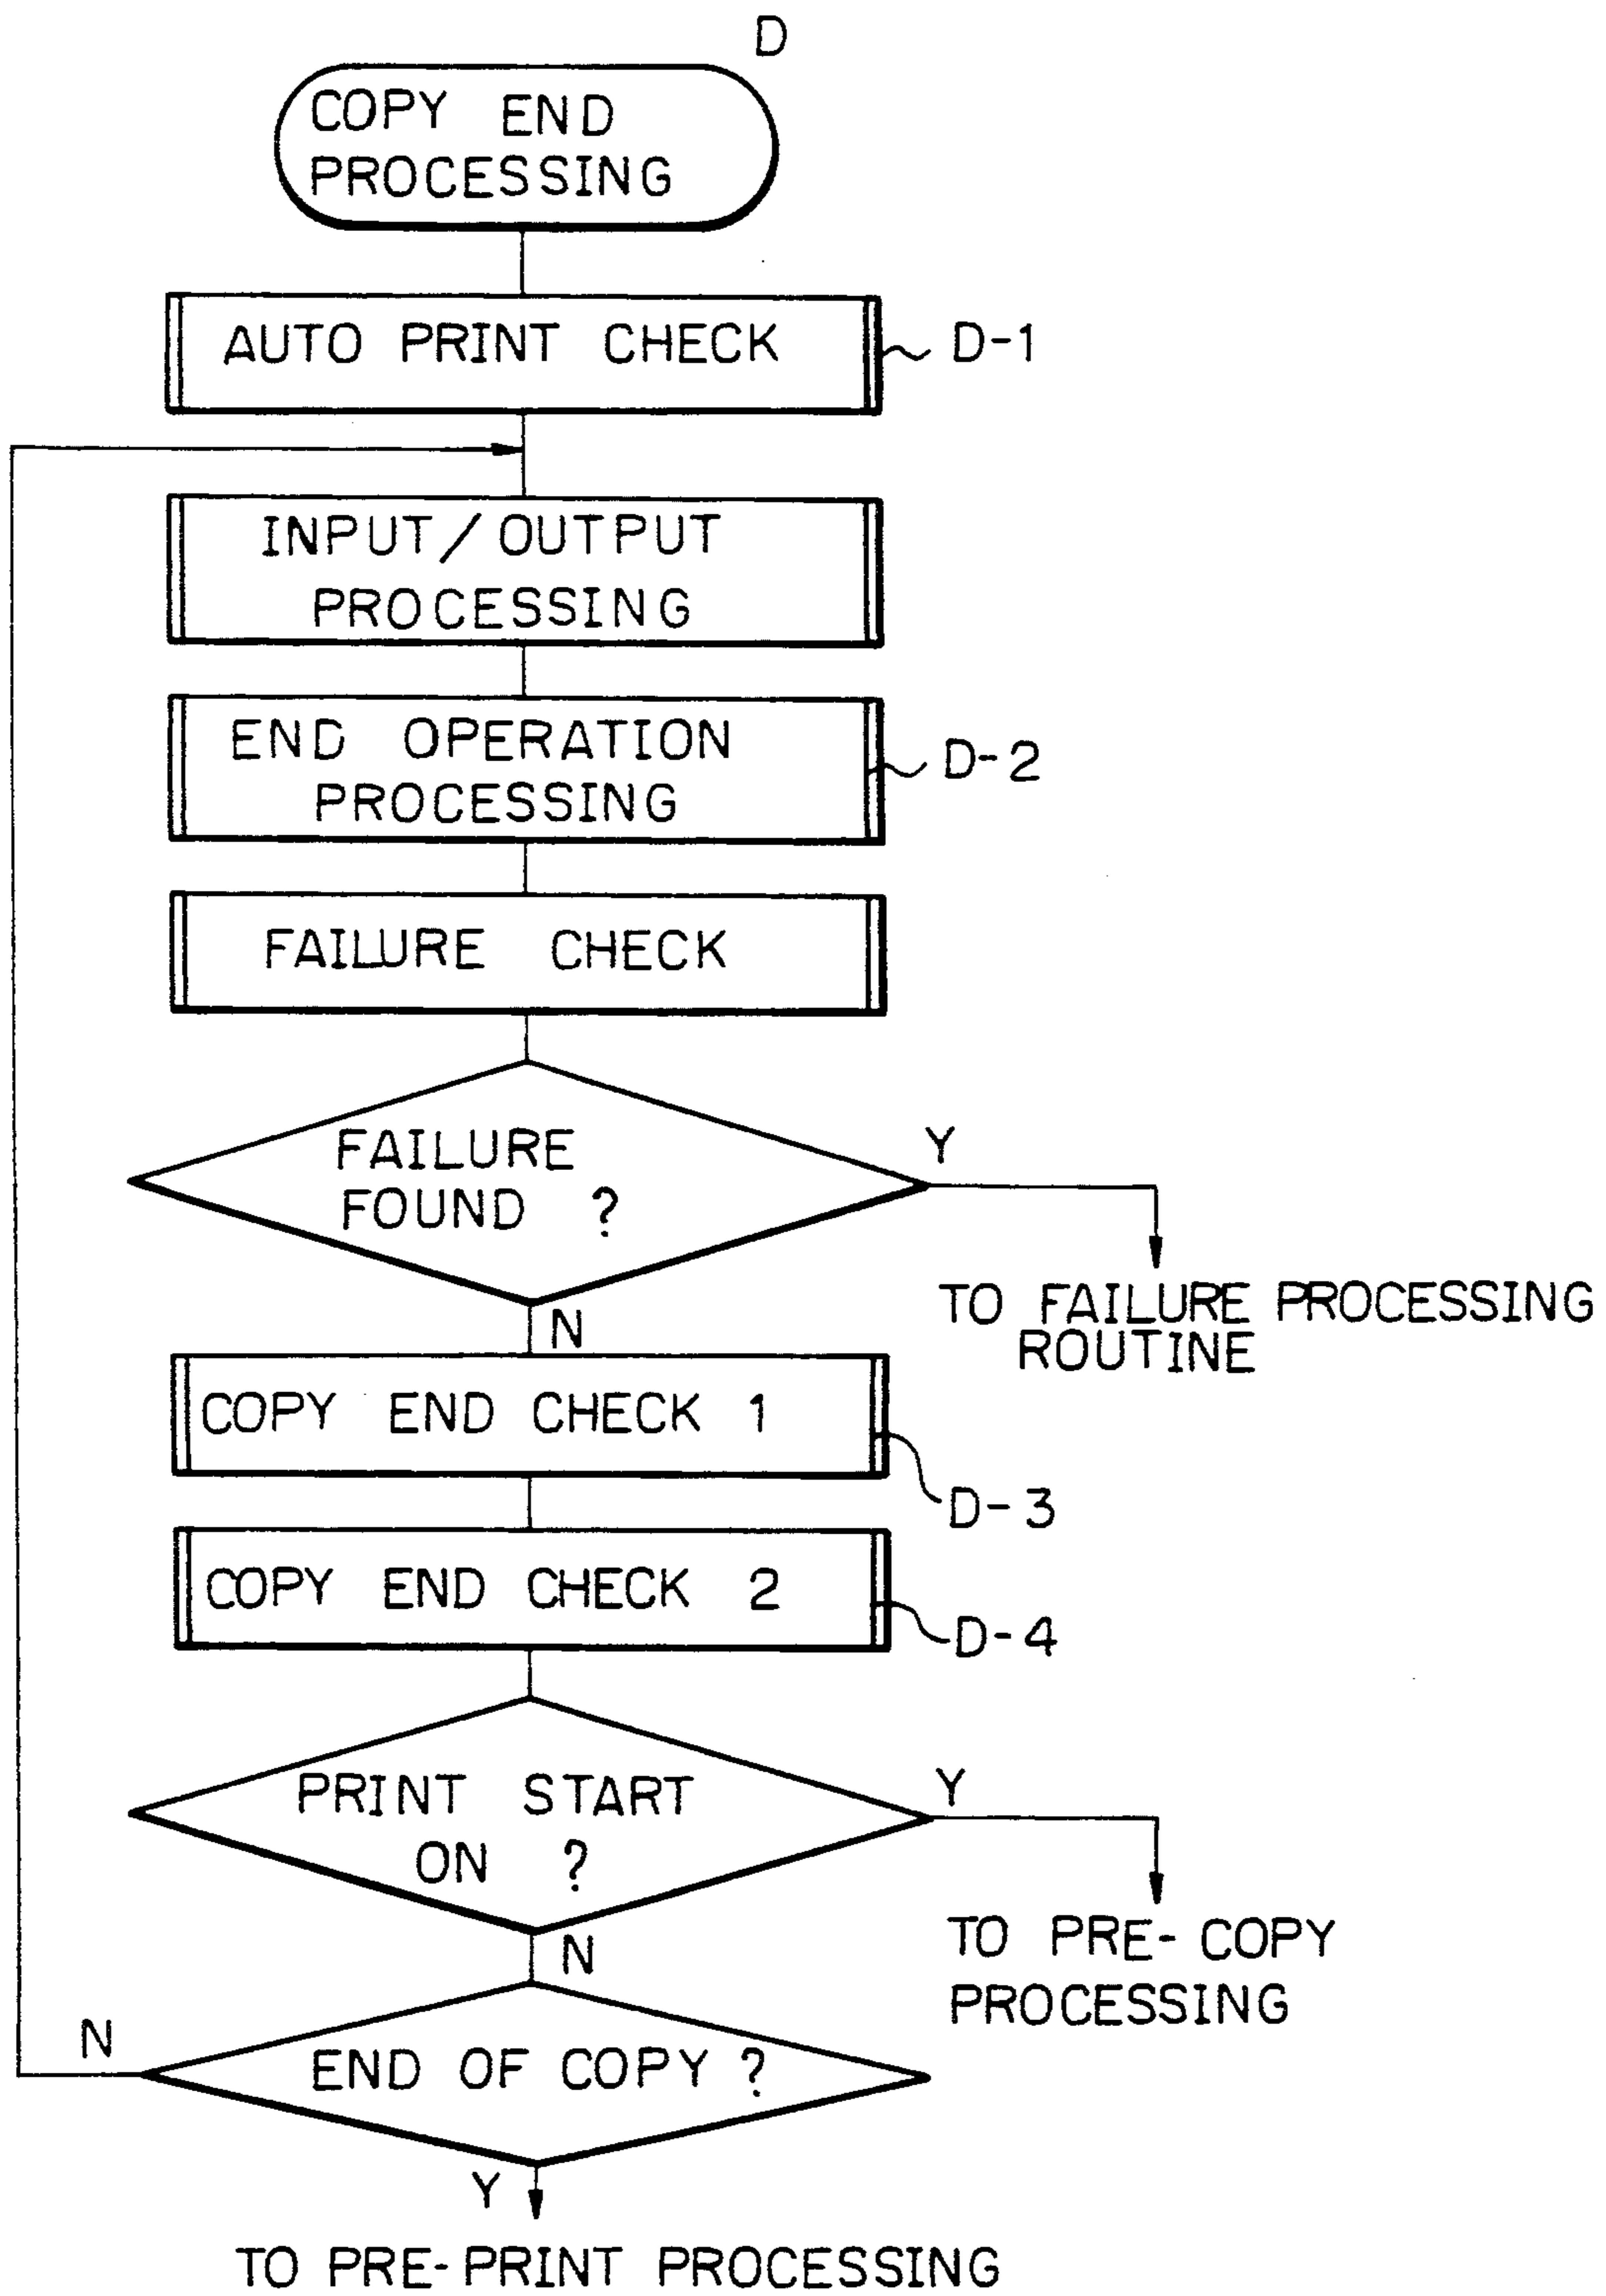 D
COPY END
PROCESSING
AUTO PRINT CHECK
D-1
INPUT/OUTPUT
PROCESSING
END OPERATION
PROCESSING
D-2
FAILURE CHECK
FAILURE
FOUND ?
Y
TO FAILURE PROCESSING
ROUTINE
N
COPY END CHECK 1
D-3
COPY END CHECK 2
D-4
PRINT START
ON ?
Y
TO PRE-COPY
PROCESSING
N
END OF COPY ?
N
Y
TO PRE-PRINT PROCESSING